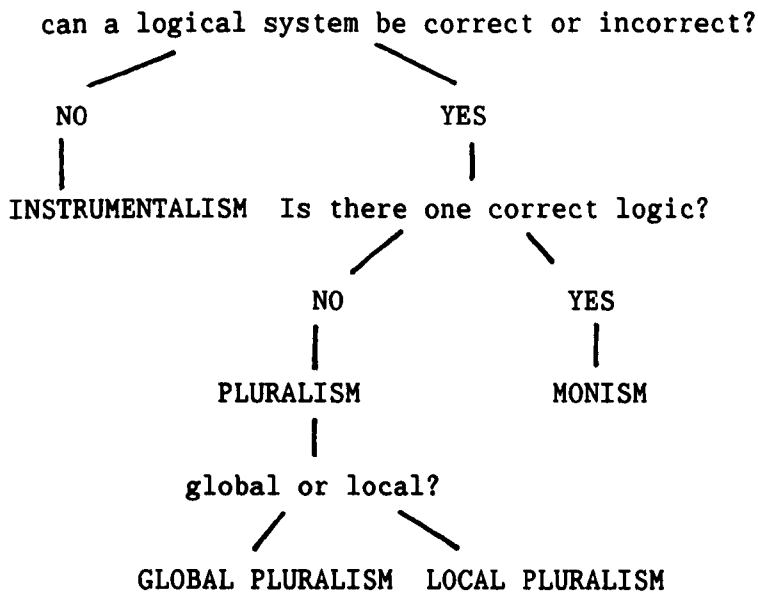 can a logical system be correct or incorrect?
NO YES
INSTRUMENTALISM Is there one correct logic?
NO YES
PLURALISM MONISM
global or local?
GLOBAL PLURALISM LOCAL PLURALISM